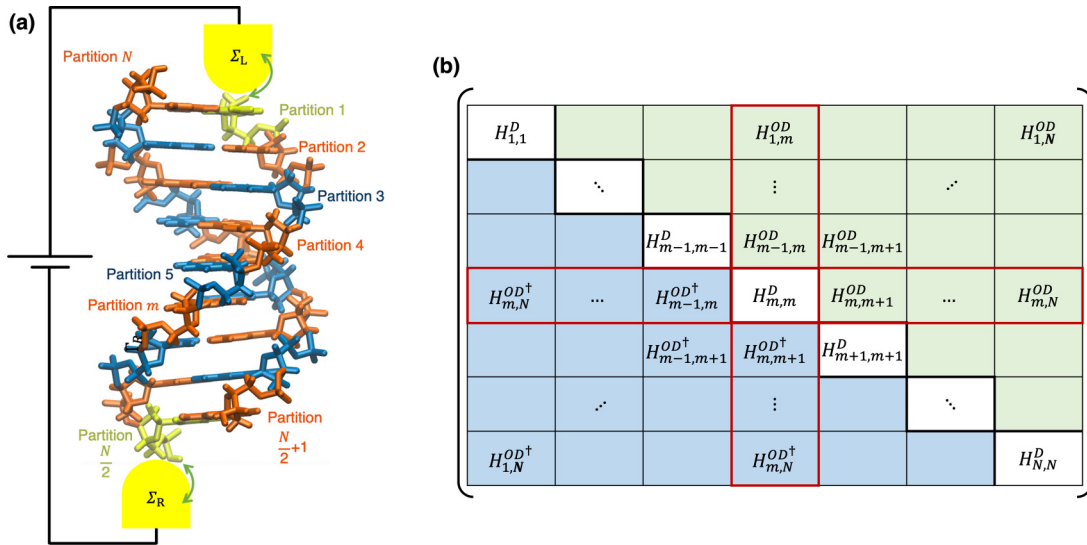 (a)
Σ_L
Partition N
Partition 1
Partition 2
Partition 3
Partition 4
Partition 5
Partition m
Partition N/2
Partition N/2+1
Σ_R
(b)
H^D_{1,1} H^{OD}_{1,m} H^{OD}_{1,N}
⋱ ⋮ ⋰
H^D_{m-1,m-1} H^{OD}_{m-1,m} H^{OD}_{m-1,m+1}
H^{OD†}_{m,N} ... H^{OD†}_{m-1,m} H^D_{m,m} H^{OD}_{m,m+1} ... H^{OD}_{m,N}
H^{OD†}_{m-1,m+1} H^{OD†}_{m,m+1} H^D_{m+1,m+1}
⋰ ⋮ ⋱
H^{OD†}_{1,N} H^{OD†}_{m,N} H^D_{N,N}